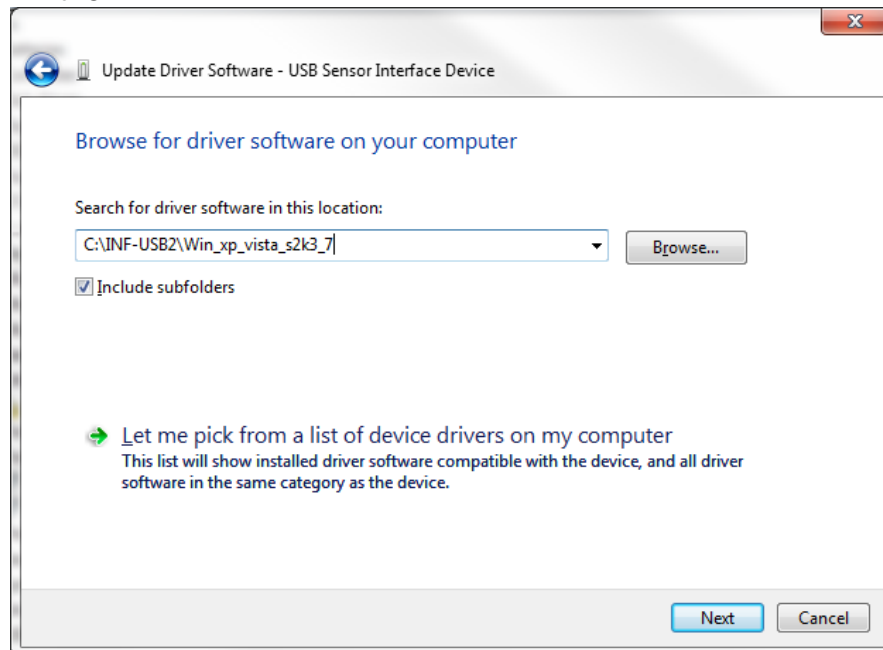 Update Driver Software - USB Sensor Interface Device
Browse for driver software on your computer
Search for driver software in this location:
C:\INF-USB2\Win_xp_vista_s2k3_7
Browse...
Include subfolders
Let me pick from a list of device drivers on my computer
This list will show installed driver software compatible with the device, and all driver
software in the same category as the device.
Next
Cancel